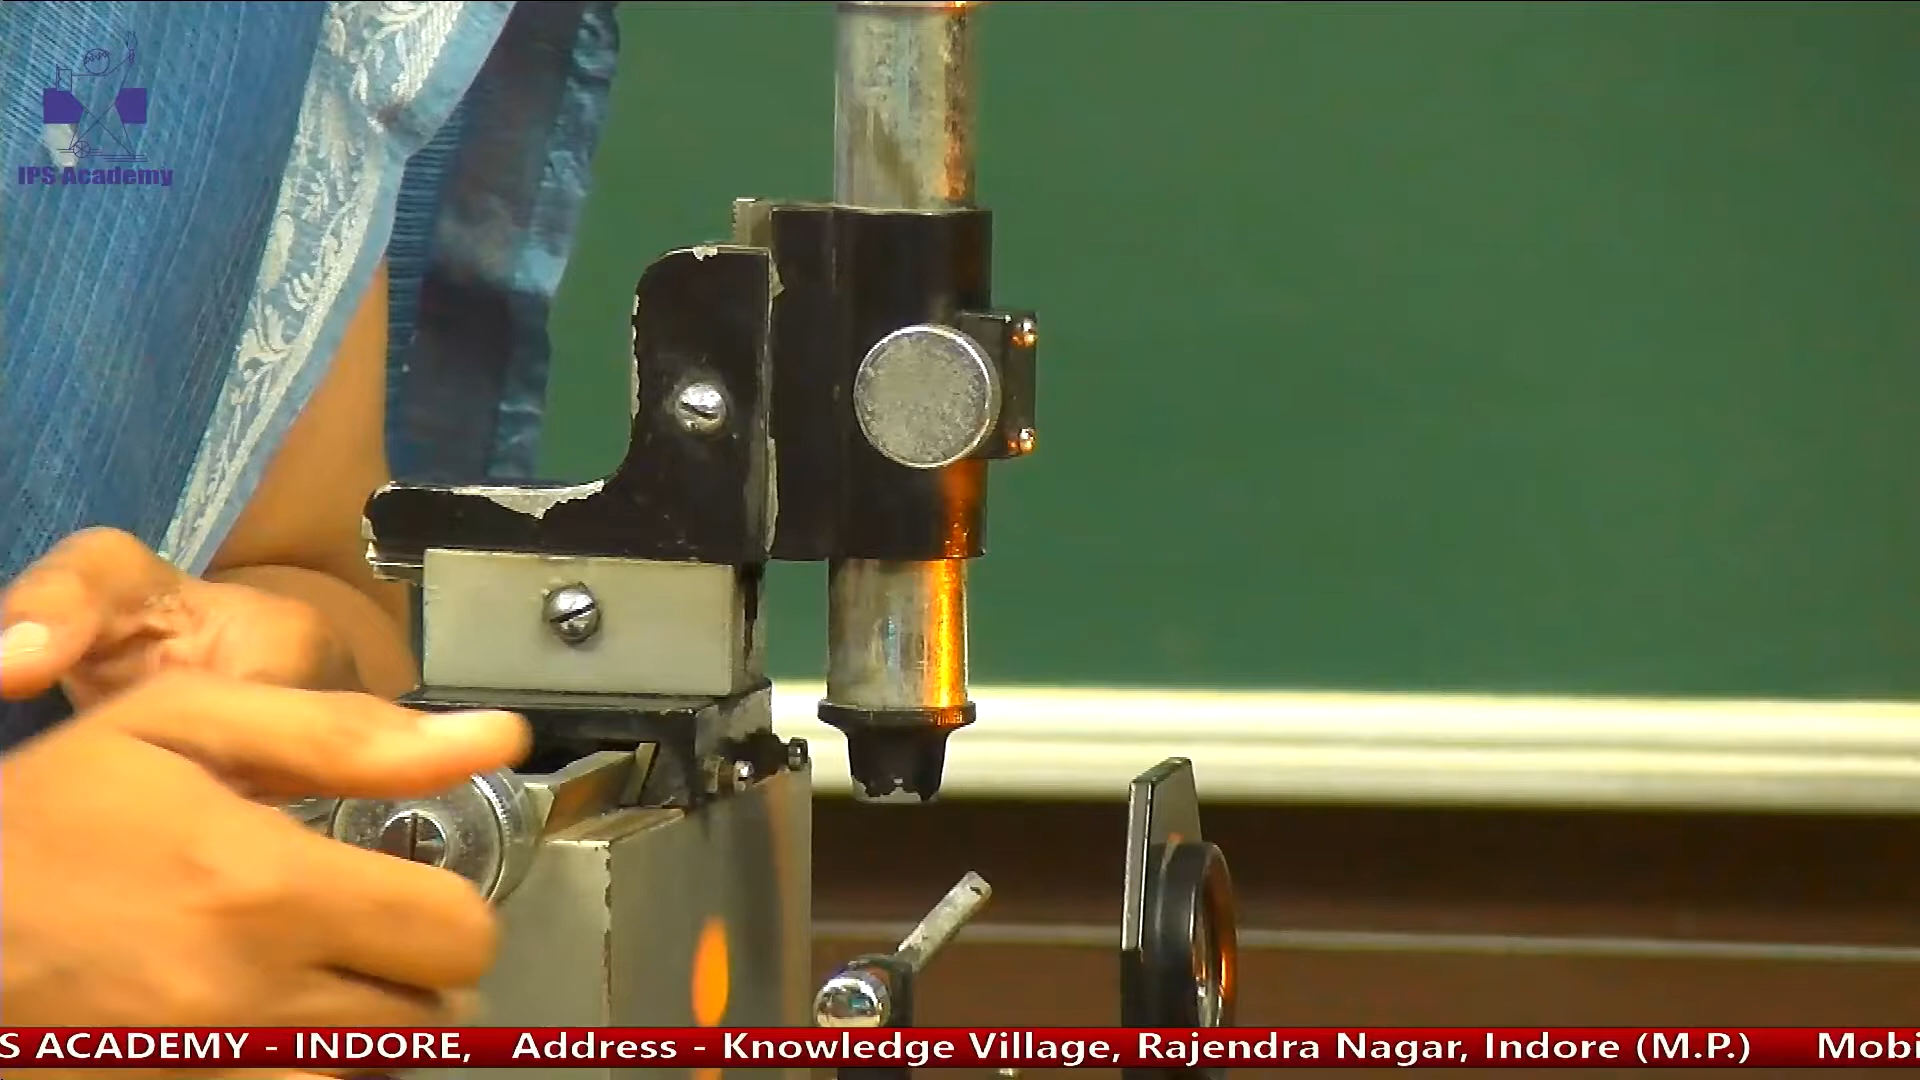 IPS Academy
S ACADEMY - INDORE, Address - Knowledge Village, Rajendra Nagar, Indore (M.P.) Mobi